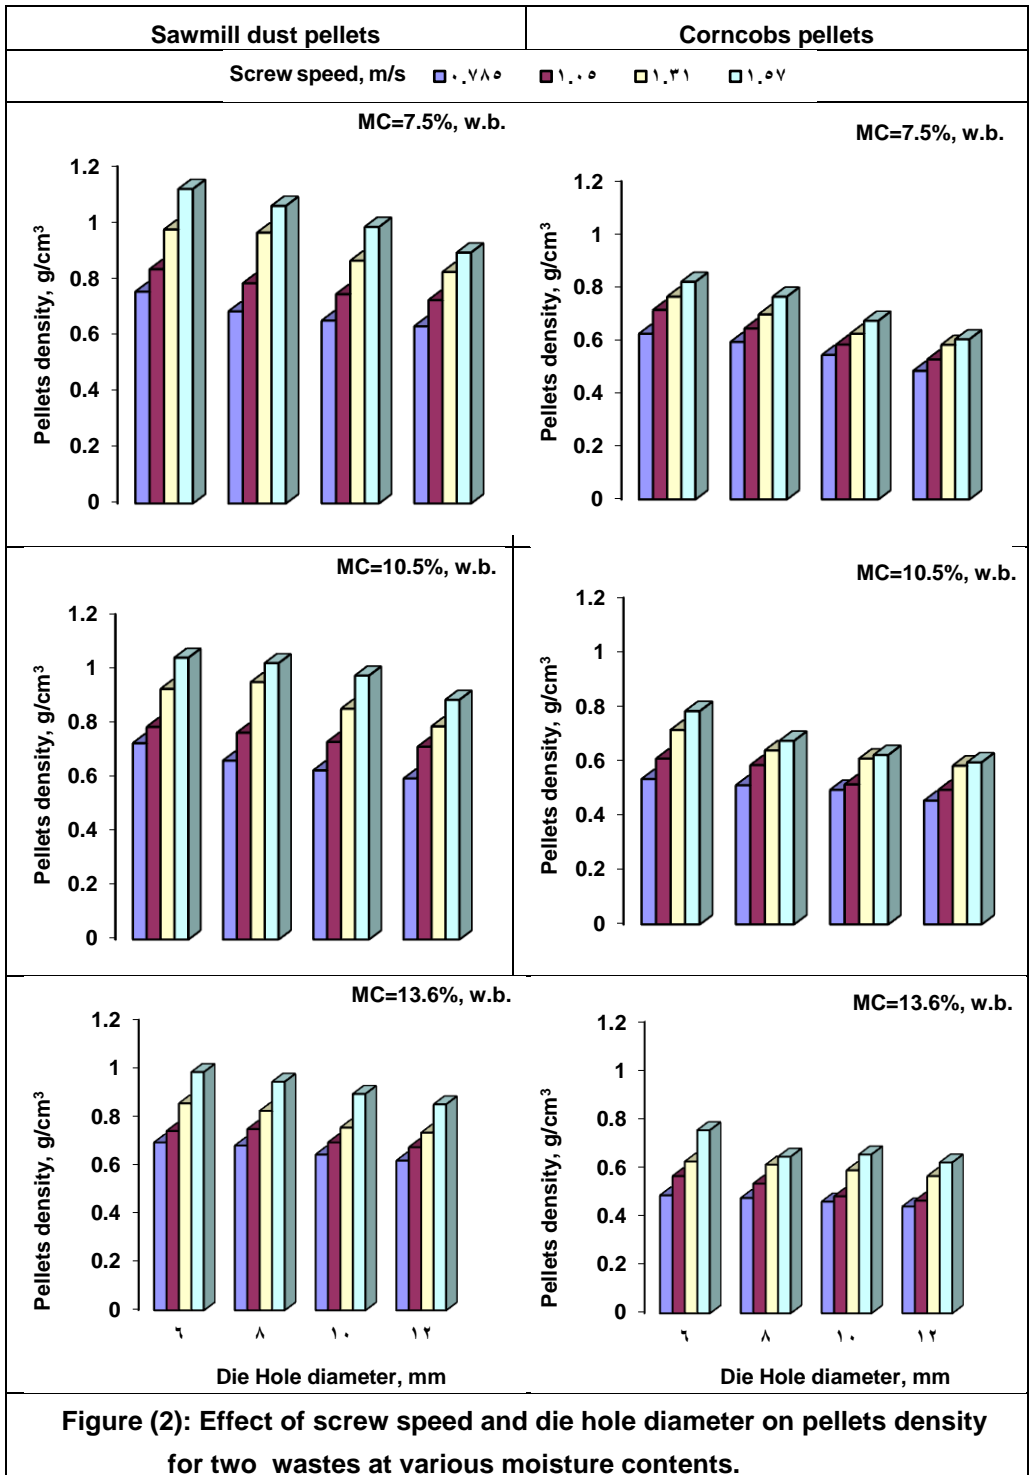 Sawmill dust pellets
Corncobs pellets
Screw speed, m/s ٠.٧٨٥ ١.٠٥ ١.٣١ ١.٥٧
MC=7.5%, w.b.
1.2
1
0.8
0.6
0.4
0.2
0
Pellets density, g/cm³
MC=7.5%, w.b.
1.2
1
0.8
0.6
0.4
0.2
0
Pellets density, g/cm³
MC=10.5%, w.b.
1.2
1
0.8
0.6
0.4
0.2
0
Pellets density, g/cm³
MC=10.5%, w.b.
1.2
1
0.8
0.6
0.4
0.2
0
Pellets density, g/cm³
MC=13.6%, w.b.
1.2
1
0.8
0.6
0.4
0.2
0
Pellets density, g/cm³
٦ ٨ ١٠ ١٢
Die Hole diameter, mm
MC=13.6%, w.b.
1.2
1
0.8
0.6
0.4
0.2
0
Pellets density, g/cm³
٦ ٨ ١٠ ١٢
Die Hole diameter, mm
Figure (2): Effect of screw speed and die hole diameter on pellets density
for two wastes at various moisture contents.